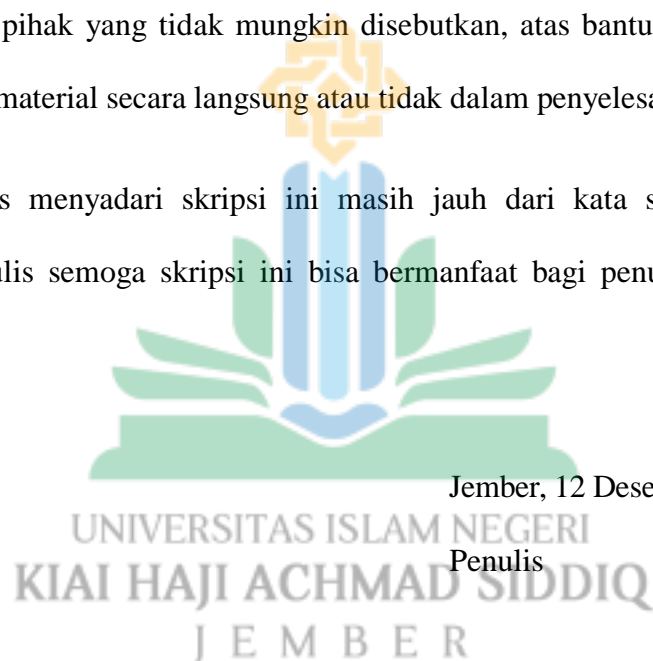 pihak yang tidak mungkin disebutkan, atas bantu
material secara langsung atau tidak dalam penyelesa
s menyadari skripsi ini masih jauh dari kata s
ulis semoga skripsi ini bisa bermanfaat bagi penu
Jember, 12 Dese
UNIVERSITAS ISLAM NEGERI
Penulis
KIAI HAJI ACHMAD SIDDIQ
JEMBER